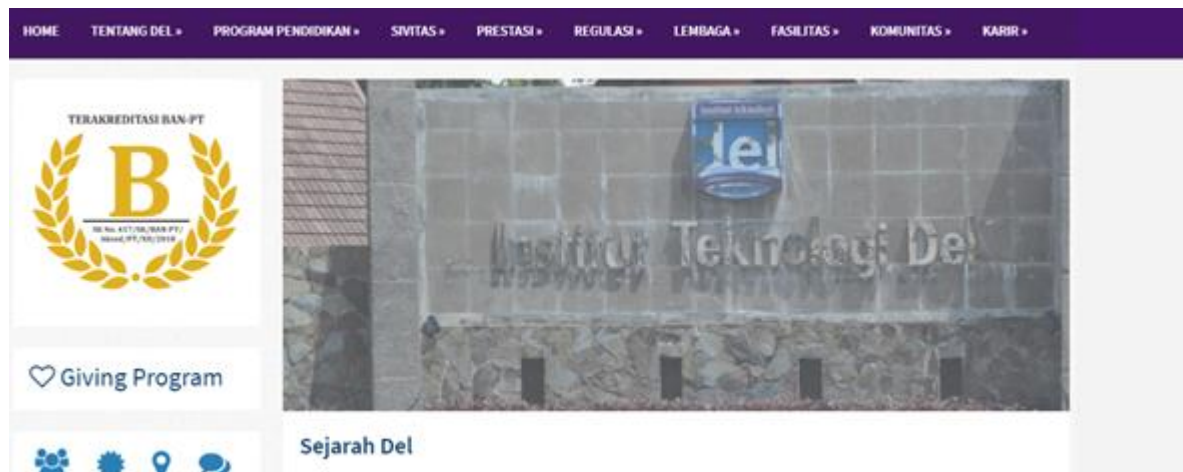 HOME TENTANG DEL » PROGRAM PENDIDIKAN » SIVITAS » PRESTASI » REGULASI » LEMBAGA » FASILITAS » KOMUNITAS » KARIR »
TERAKREDITASI BAN-PT
B
del
Institut Teknologi Del
Giving Program
Sejarah Del